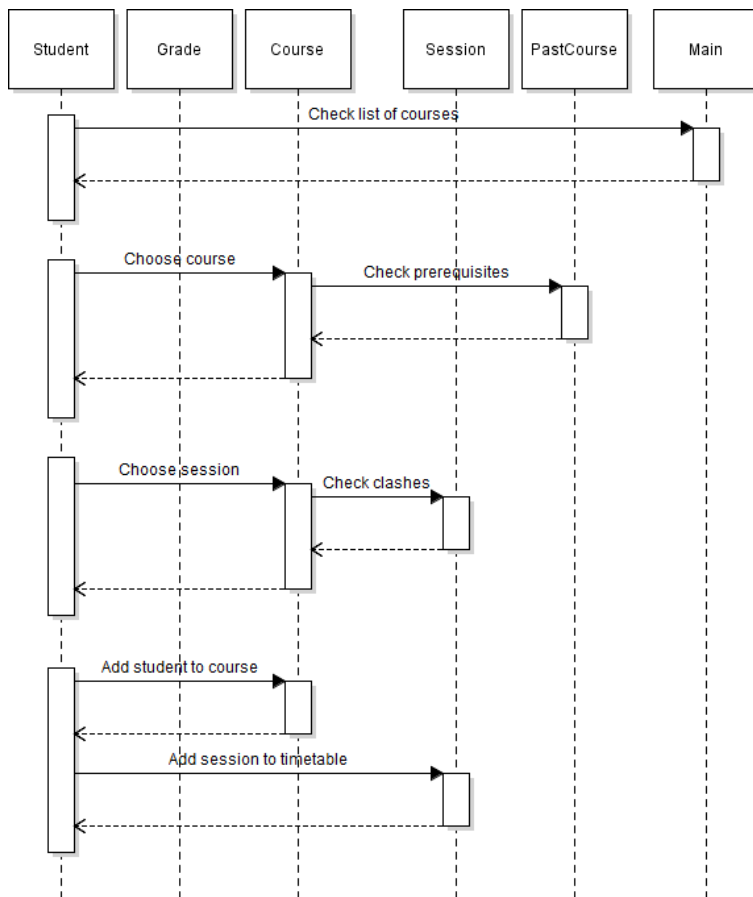 Student
Grade
Course
Session
PastCourse
Main
Check list of courses
Choose course
Check prerequisites
Choose session
Check clashes
Add student to course
Add session to timetable